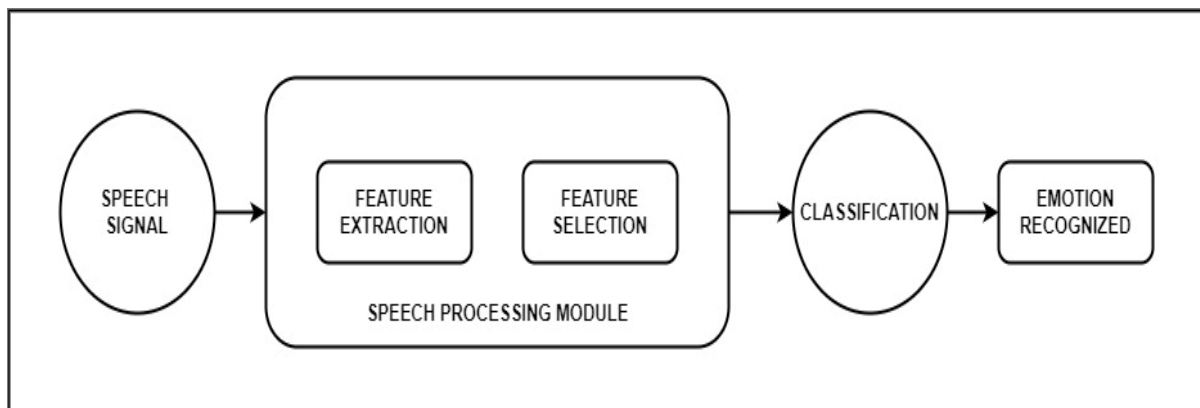 SPEECH
SIGNAL
FEATURE
EXTRACTION
FEATURE
SELECTION
SPEECH PROCESSING MODULE
CLASSIFICATION
EMOTION
RECOGNIZED